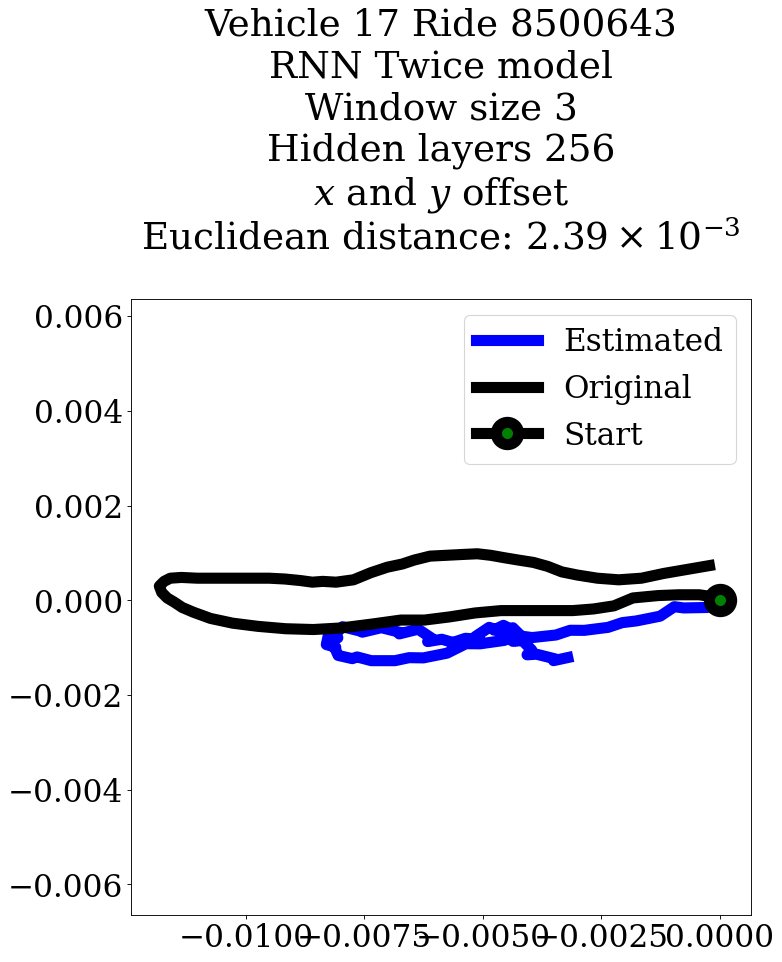 Vehicle 17 Ride 8500643
RNN Twice model
Window size 3
Hidden layers 256
x and y offset
Euclidean distance: 2.39 × 10⁻³
Estimated
Original
Start
0.006
0.004
0.002
0.000
−0.002
−0.004
−0.006
−0.0100 −0.0075 −0.0050 −0.0025 0.0000